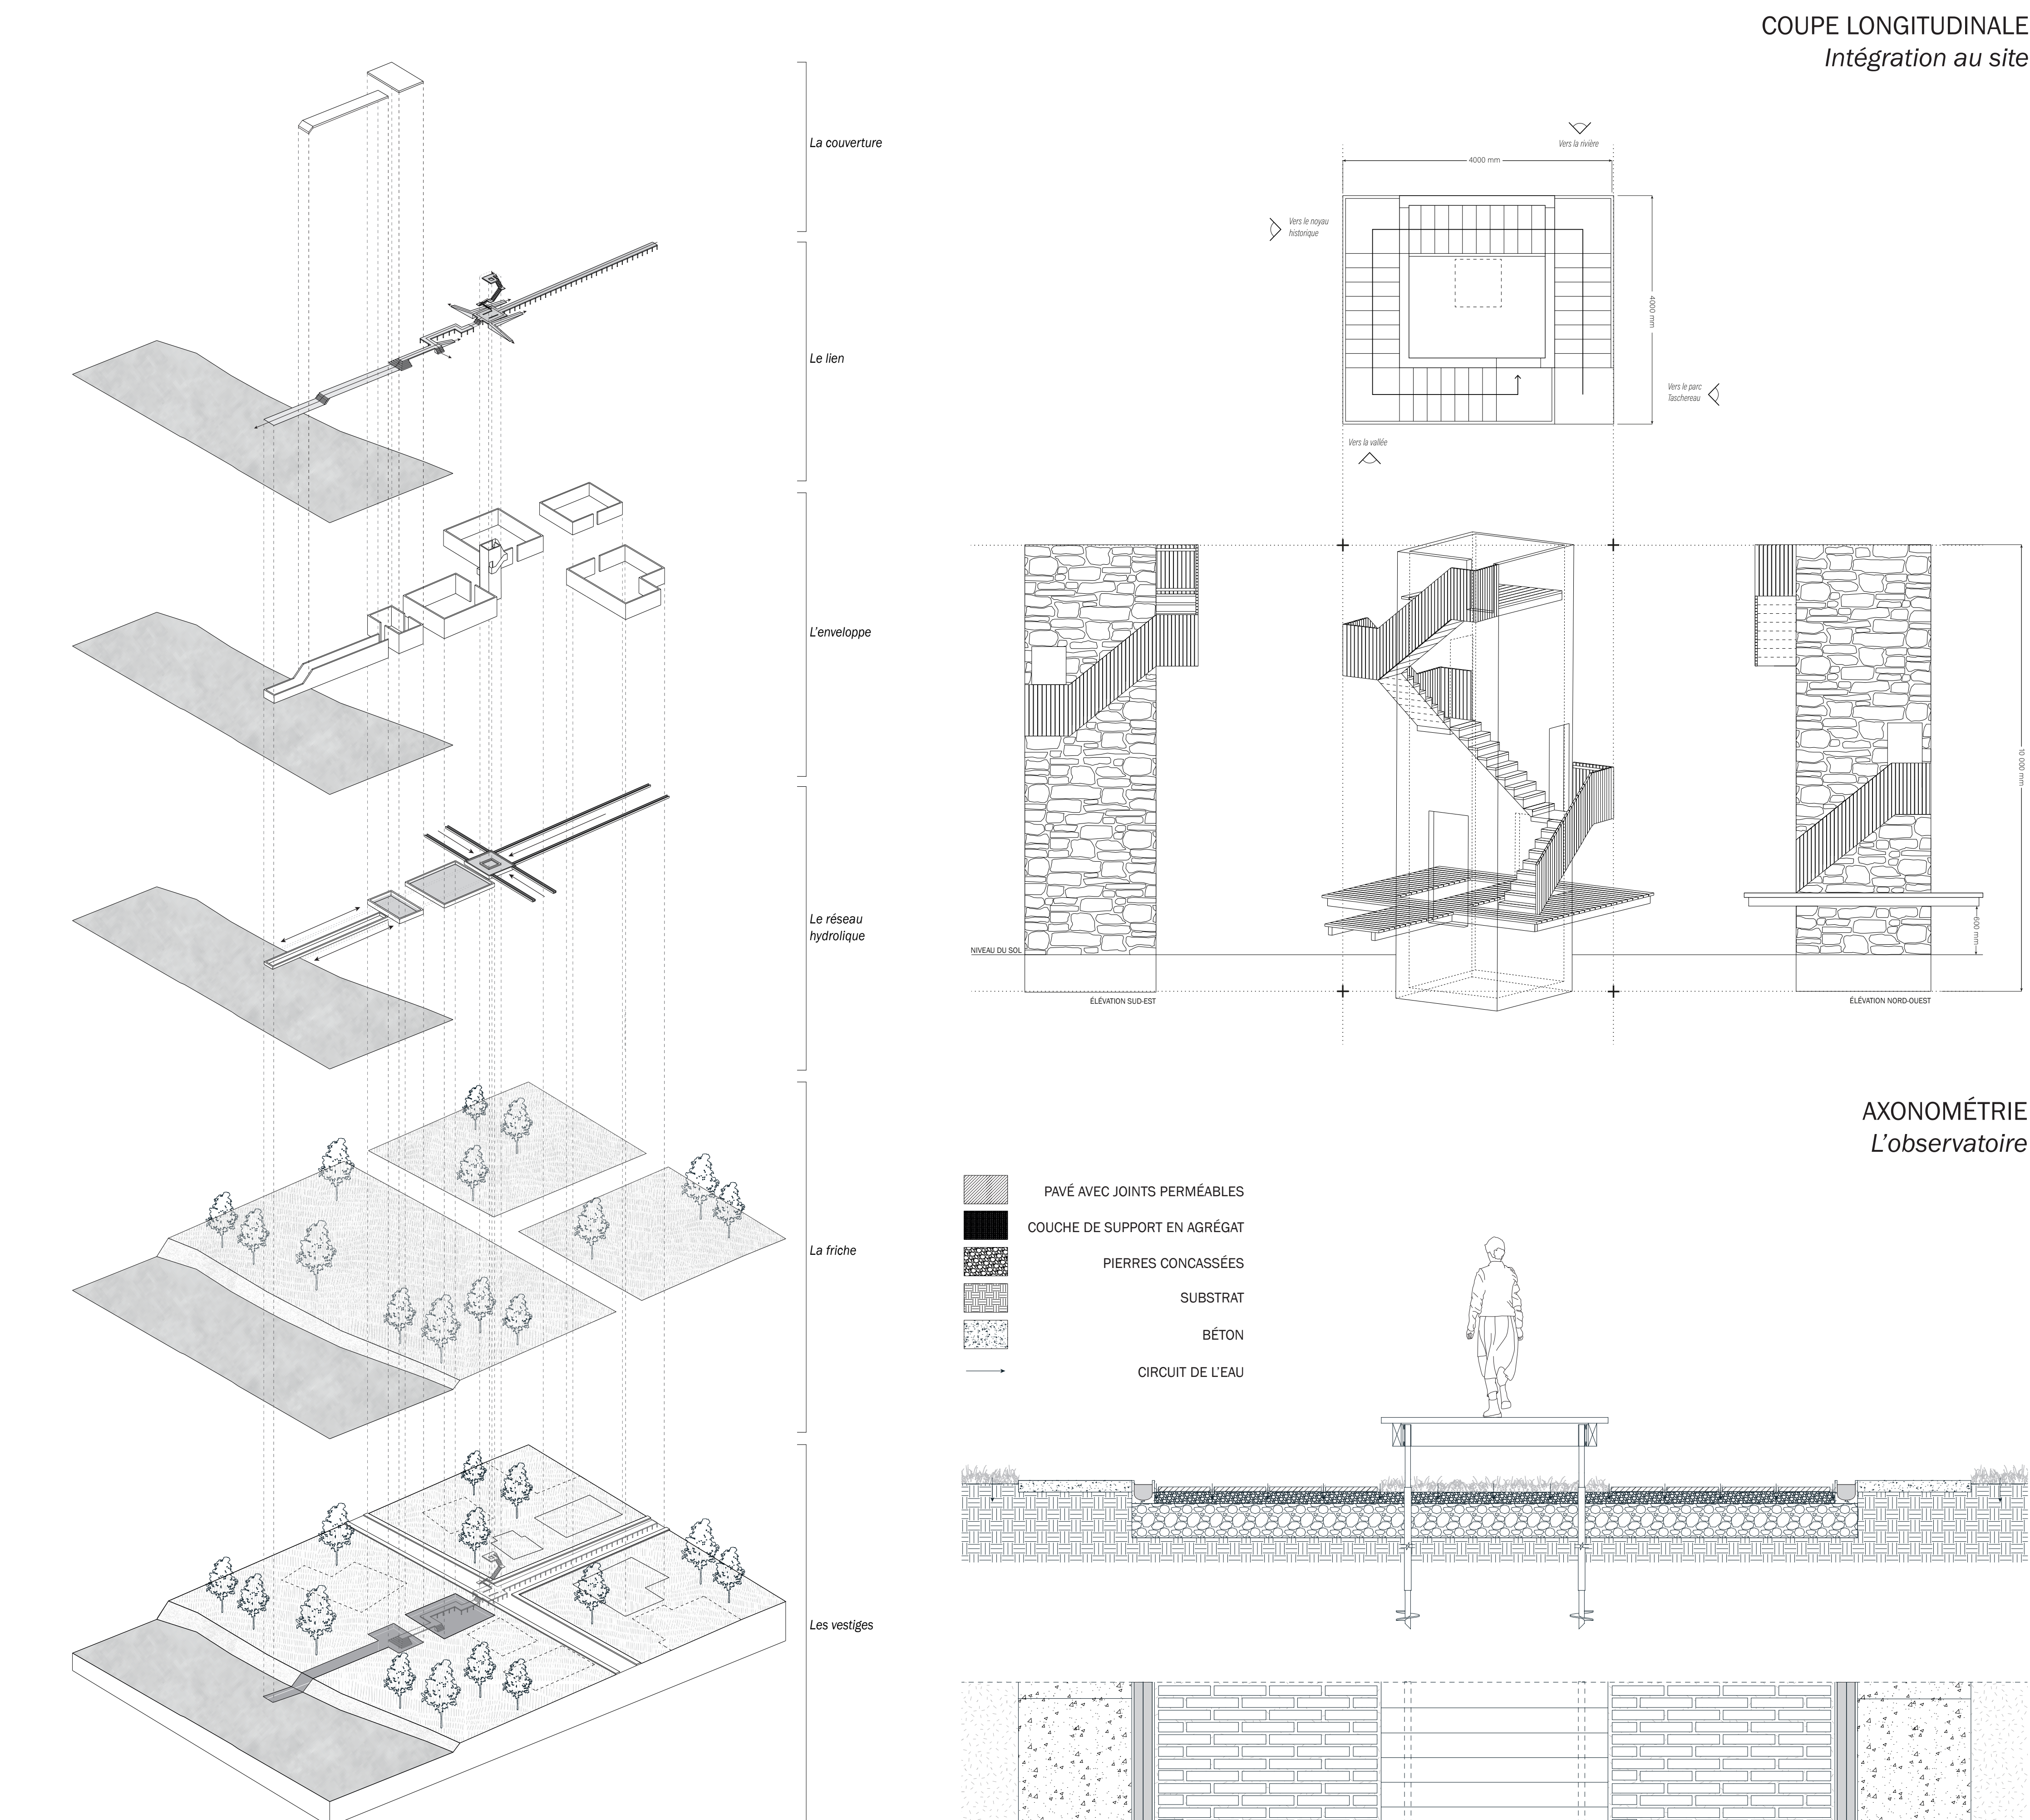 COUPE LONGITUDINALE
Intégration au site
La couverture
Le lien
L'enveloppe
Le réseau
hydrolique
La friche
Les vestiges
Vers la rivière
4000 mm
Vers le noyau
historique
4000 mm
Vers le parc
Taschereau
Vers la vallée
10 000 mm
600 mm
NIVEAU DU SOL
ÉLÉVATION SUD-EST
ÉLÉVATION NORD-OUEST
AXONOMÉTRIE
L'observatoire
PAVÉ AVEC JOINTS PERMÉABLES
COUCHE DE SUPPORT EN AGRÉGAT
PIERRES CONCASSÉES
SUBSTRAT
BÉTON
CIRCUIT DE L'EAU